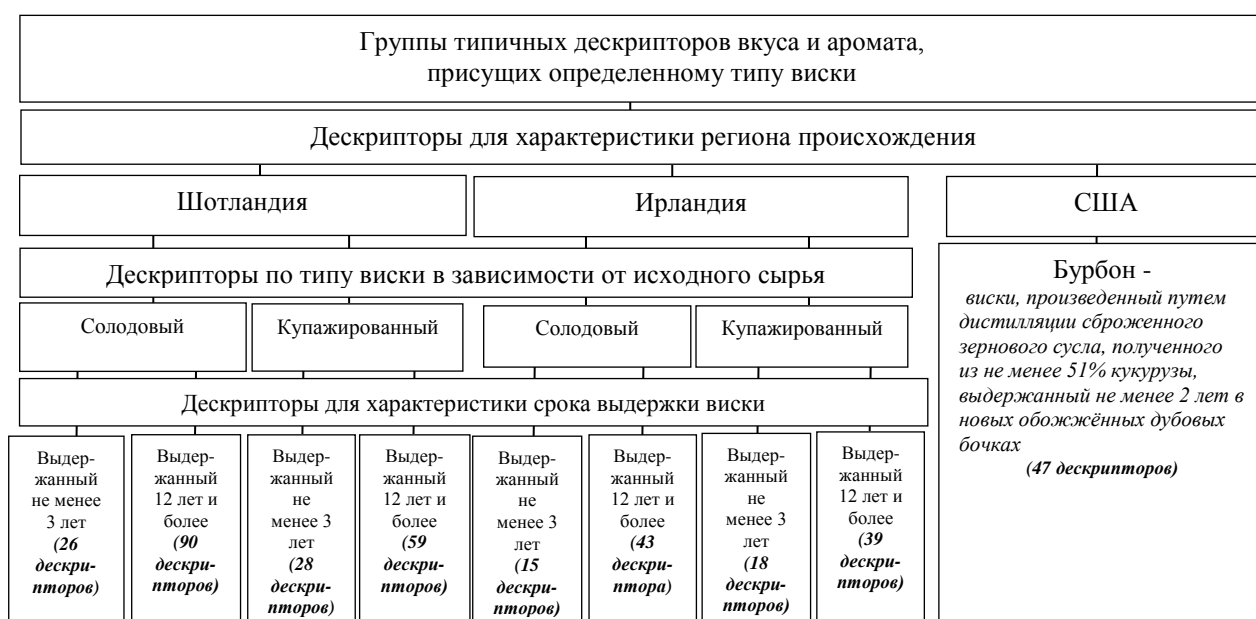 Группы типичных дескрипторов вкуса и аромата,
присущих определенному типу виски
Дескрипторы для характеристики региона происхождения
Шотландия
Ирландия
США
Дескрипторы по типу виски в зависимости от исходного сырья
Солодовый
Купажированный
Солодовый
Купажированный
Бурбон -
виски, произведенный путем
дистилляции сброженного
зернового сусла, полученного
из не менее 51% кукурузы,
выдержанный не менее 2 лет в
новых обожжённых дубовых
бочках
(47 дескрипторов)
Дескрипторы для характеристики срока выдержки виски
Выдер-
жанный
не менее
3 лет
(26
дескри-
пторов)
Выдер-
жанный
12 лет и
более
(90
дескри-
пторов)
Выдер-
жанный
не
менее 3
лет
(28
дескри-
пторов)
Выдер-
жанный
12 лет и
более
(59
дескри-
пторов)
Выдер-
жанный не
менее 3
лет
(15
дескри-
пторов)
Выдер-
жанный
12 лет и
более
(43
дескри-
птора)
Выдер-
жанный
не
менее 3
лет
(18
дескри-
пторов)
Выдер-
жанный
12 лет и
более
(39
дескри-
пторов)